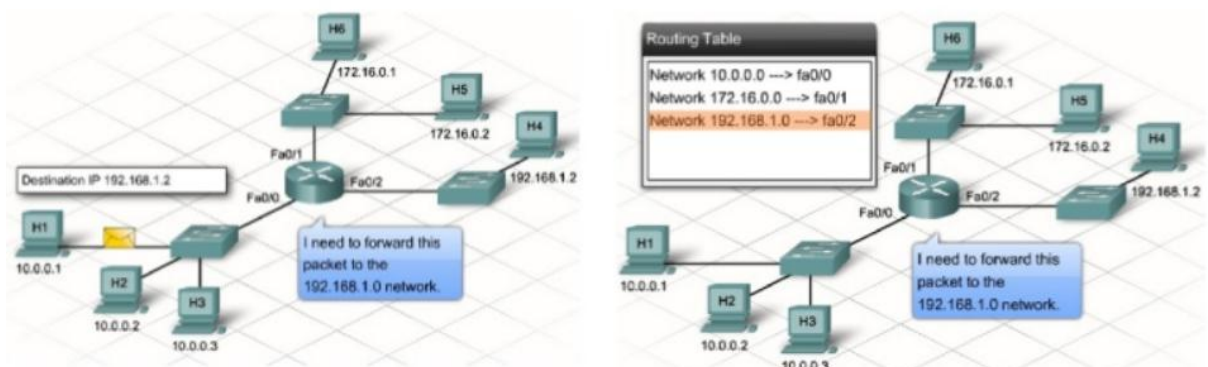 H6
172.16.0.1
H5
172.16.0.2
H4
192.168.1.2
Fa0/1
Fa0/2
Fa0/0
Destination IP 192.168.1.2
H1
10.0.0.1
H2
10.0.0.2
H3
10.0.0.3
I need to forward this
packet to the
192.168.1.0 network.
Routing Table
Network 10.0.0.0 ---> fa0/0
Network 172.16.0.0 ---> fa0/1
Network 192.168.1.0 ---> fa0/2
H6
172.16.0.1
H5
172.16.0.2
H4
192.168.1.2
Fa0/1
Fa0/2
Fa0/0
H1
10.0.0.1
H2
10.0.0.2
H3
10.0.0.3
I need to forward this
packet to the
192.168.1.0 network.